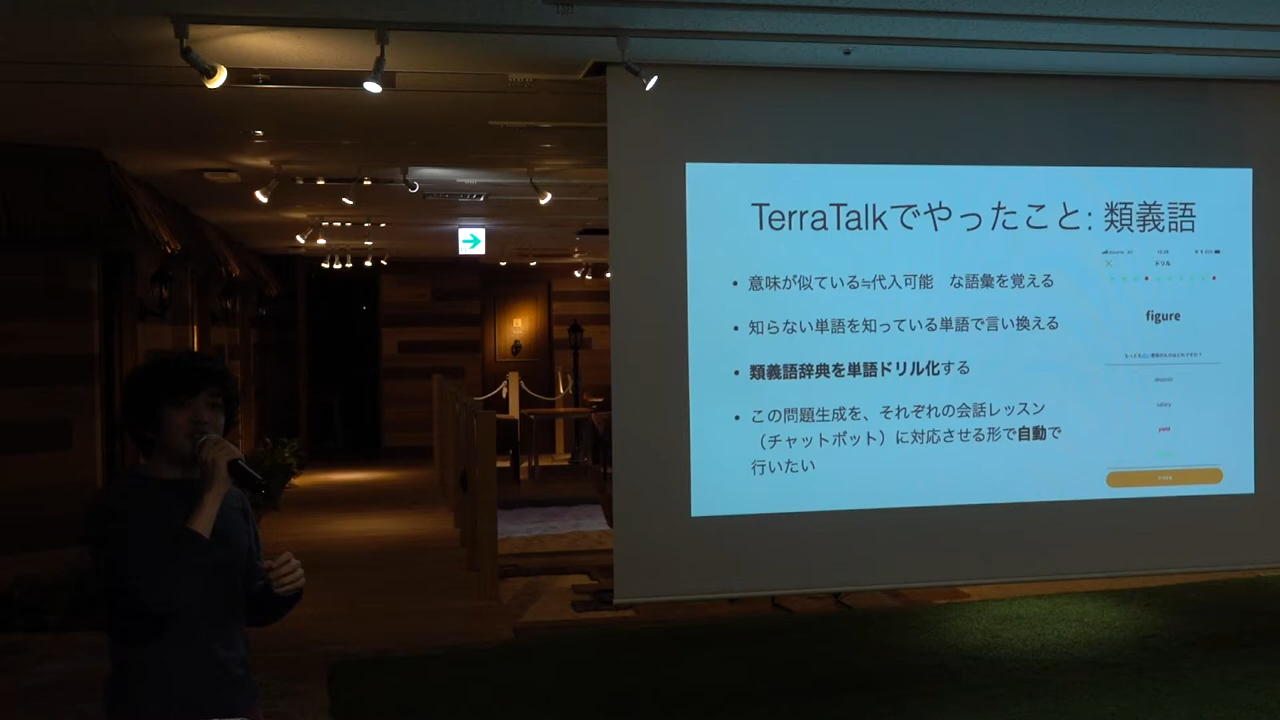 TerraTalkでやったこと: 類義語
• 意味が似ている≒代入可能　な語彙を覚える
• 知らない単語を知っている単語で言い換える
• 類義語辞典を単語ドリル化する
• この問題生成を、それぞれの会話レッスン
（チャットボット）に対応させる形で自動で
行いたい
ドリル
figure
deposit
salary
yield